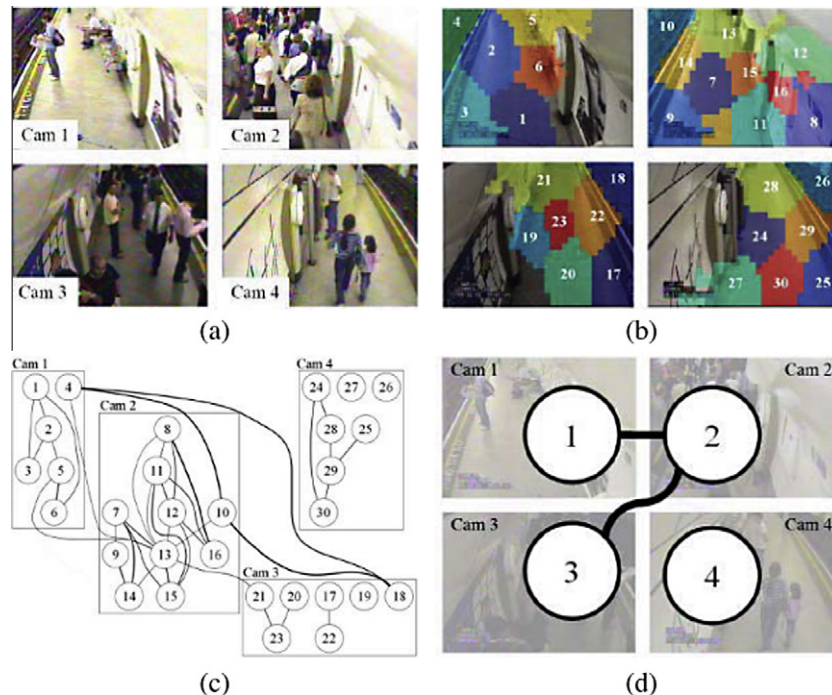 Cam 1
Cam 2
Cam 3
Cam 4
(a)
4 5 2 6 3 1
10 13 12 14 7 15 16 9 11 8
21 18 22 23 19 20 17
26 28 29 24 27 30 25
(b)
Cam 1
1 4
2
3 5
6
Cam 2
8
11
7 12 10
9 13 16
14 15
Cam 3
21 20 17 19 18
23 22
Cam 4
24 27 26
28 25
29
30
(c)
Cam 1
1
Cam 2
2
Cam 3
3
Cam 4
4
(d)